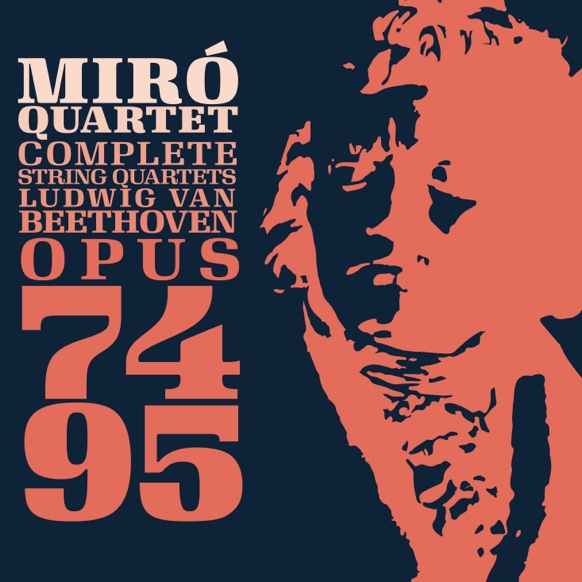 MIRÓ
QUARTET
COMPLETE
STRING QUARTETS
LUDWIG VAN
BEETHOVEN
OPUS
74
95